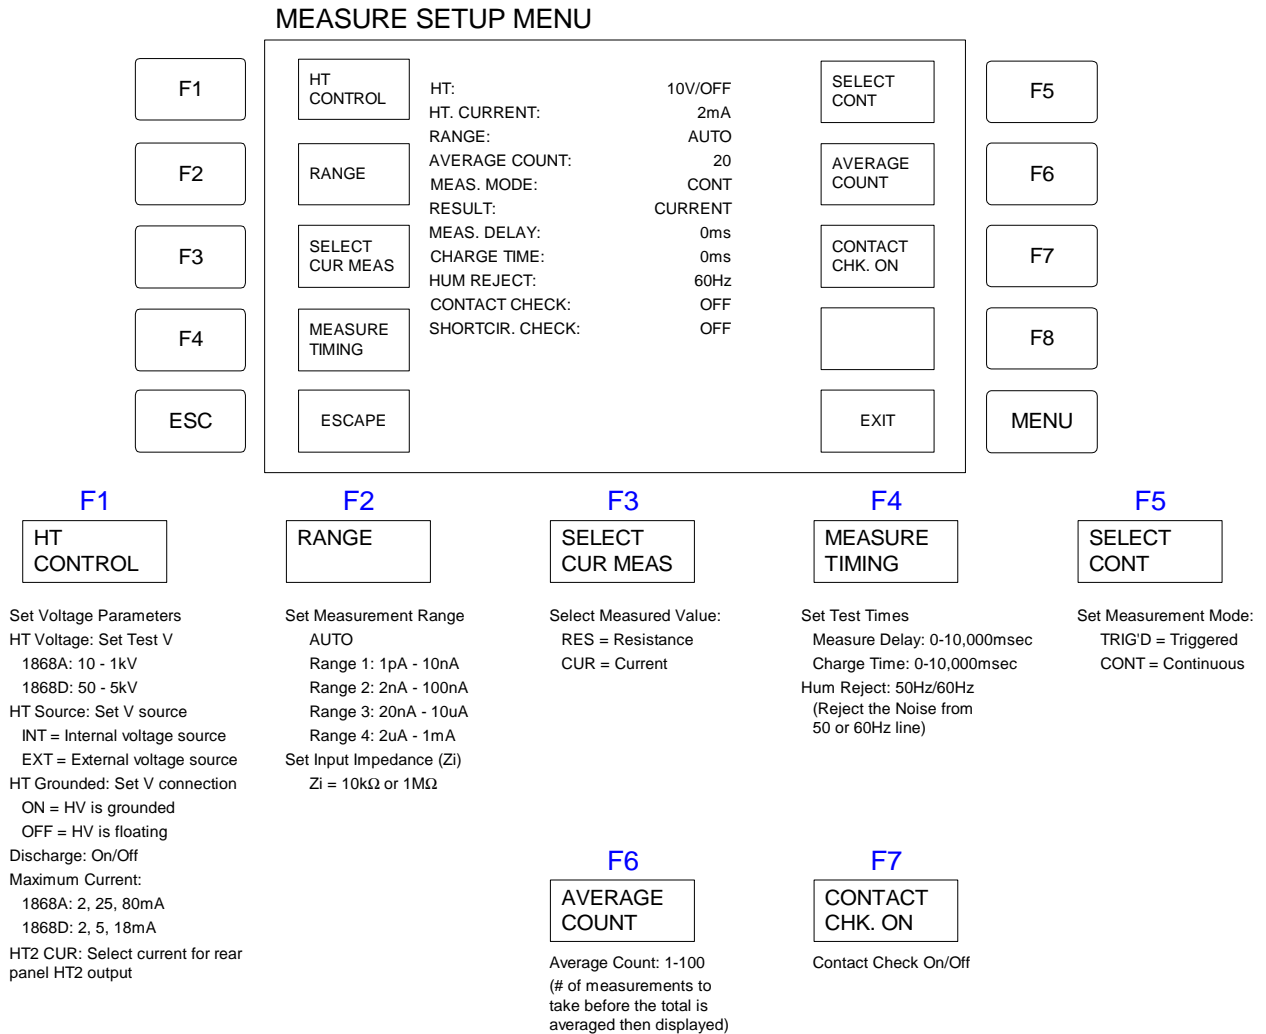 MEASURE SETUP MENU
F1
HT
CONTROL
F2
RANGE
F3
SELECT
CUR MEAS
F4
MEASURE
TIMING
ESC
ESCAPE
HT: 10V/OFF
HT. CURRENT: 2mA
RANGE: AUTO
AVERAGE COUNT: 20
MEAS. MODE: CONT
RESULT: CURRENT
MEAS. DELAY: 0ms
CHARGE TIME: 0ms
HUM REJECT: 60Hz
CONTACT CHECK: OFF
SHORTCIR. CHECK: OFF
SELECT
CONT
F5
AVERAGE
COUNT
F6
CONTACT
CHK. ON
F7
F8
EXIT
MENU
F1
HT
CONTROL
Set Voltage Parameters
HT Voltage: Set Test V
1868A: 10 - 1kV
1868D: 50 - 5kV
HT Source: Set V source
INT = Internal voltage source
EXT = External voltage source
HT Grounded: Set V connection
ON = HV is grounded
OFF = HV is floating
Discharge: On/Off
Maximum Current:
1868A: 2, 25, 80mA
1868D: 2, 5, 18mA
HT2 CUR: Select current for rear
panel HT2 output
F2
RANGE
Set Measurement Range
AUTO
Range 1: 1pA - 10nA
Range 2: 2nA - 100nA
Range 3: 20nA - 10uA
Range 4: 2uA - 1mA
Set Input Impedance (Zi)
Zi = 10kΩ or 1MΩ
F3
SELECT
CUR MEAS
Select Measured Value:
RES = Resistance
CUR = Current
F4
MEASURE
TIMING
Set Test Times
Measure Delay: 0-10,000msec
Charge Time: 0-10,000msec
Hum Reject: 50Hz/60Hz
(Reject the Noise from
50 or 60Hz line)
F5
SELECT
CONT
Set Measurement Mode:
TRIG'D = Triggered
CONT = Continuous
F6
AVERAGE
COUNT
Average Count: 1-100
(# of measurements to
take before the total is
averaged then displayed)
F7
CONTACT
CHK. ON
Contact Check On/Off